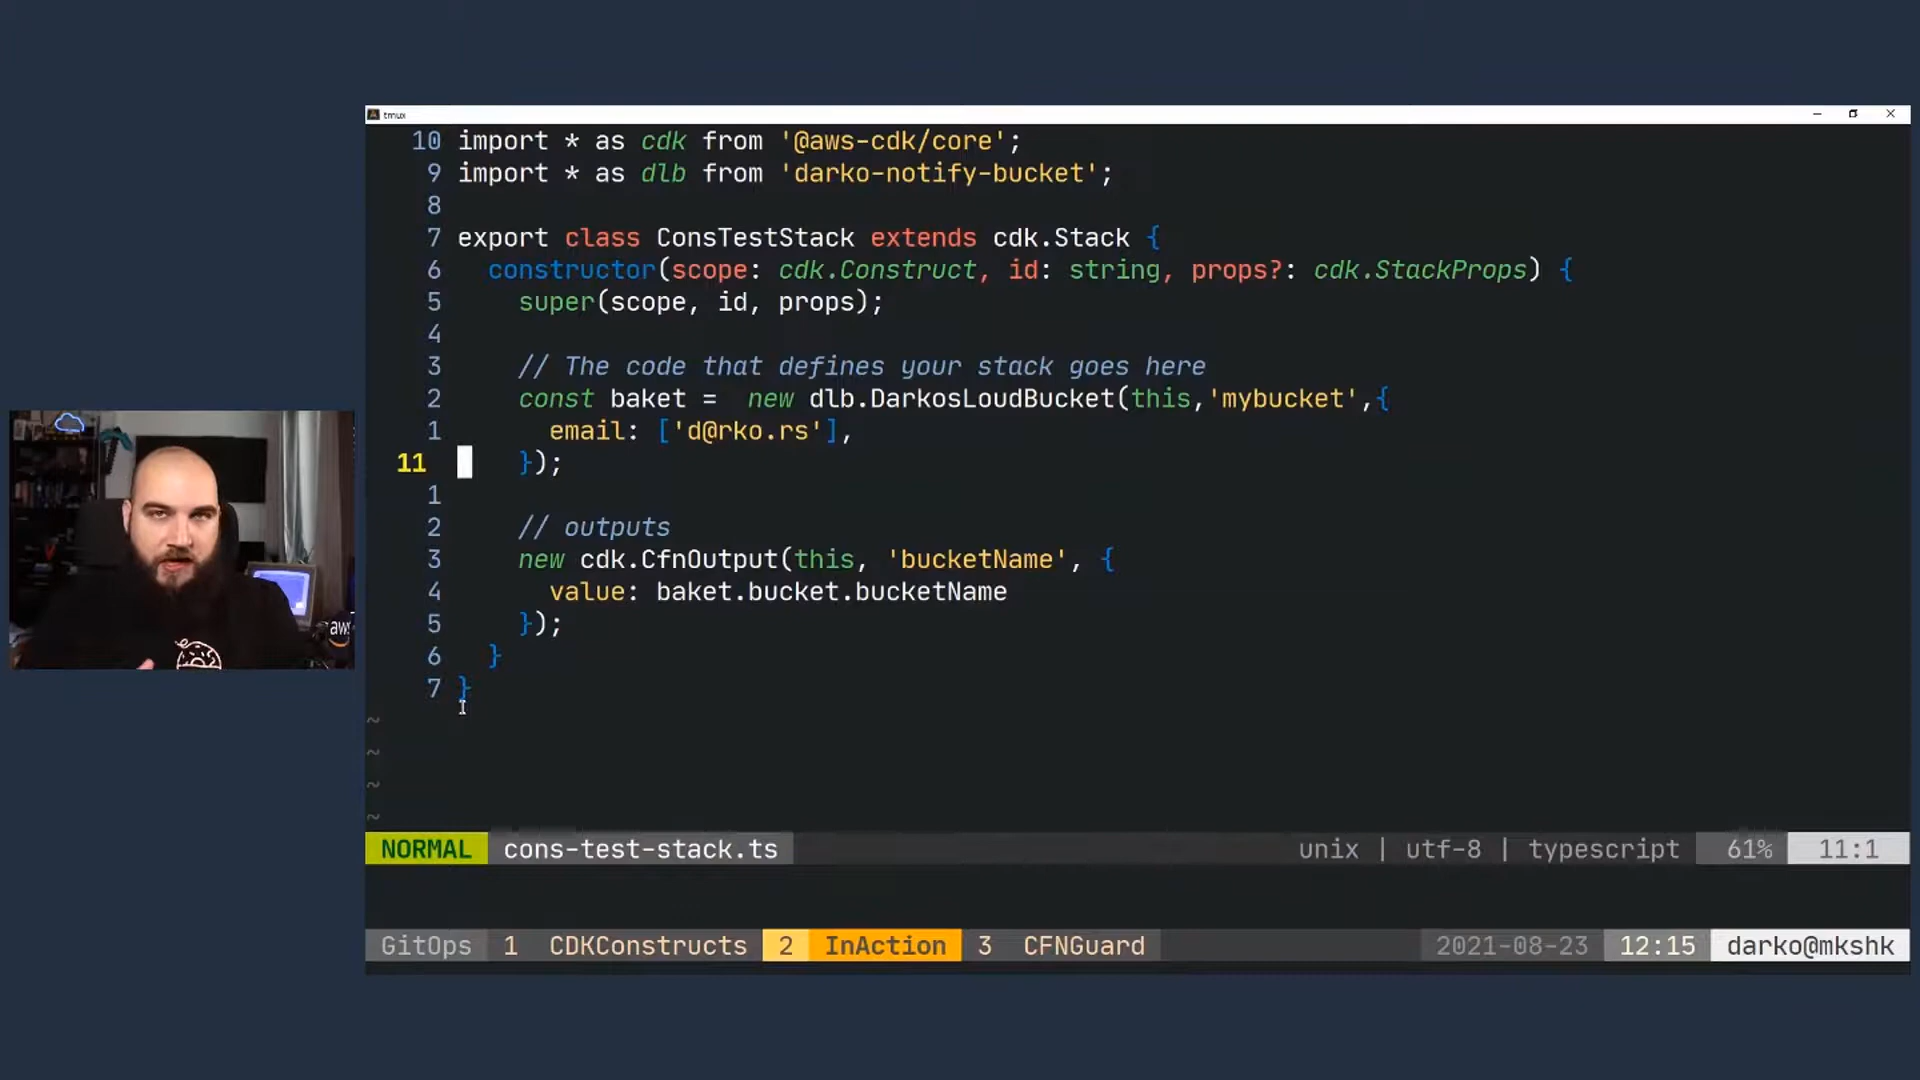 tmux
10 import * as cdk from '@aws-cdk/core';
9 import * as dlb from 'darko-notify-bucket';
8
7 export class ConsTestStack extends cdk.Stack {
6   constructor(scope: cdk.Construct, id: string, props?: cdk.StackProps) {
5     super(scope, id, props);
4
3     // The code that defines your stack goes here
2     const baket =  new dlb.DarkosLoudBucket(this,'mybucket',{
1       email: ['d@rko.rs'],
11     });
1
2     // outputs
3     new cdk.CfnOutput(this, 'bucketName', {
4       value: baket.bucket.bucketName
5     });
6   }
7 }
~
~
~
~
NORMAL cons-test-stack.ts unix | utf-8 | typescript 61% 11:1
GitOps 1 CDKConstructs 2 InAction 3 CFNGuard 2021-08-23 12:15 darko@mkshk
aws